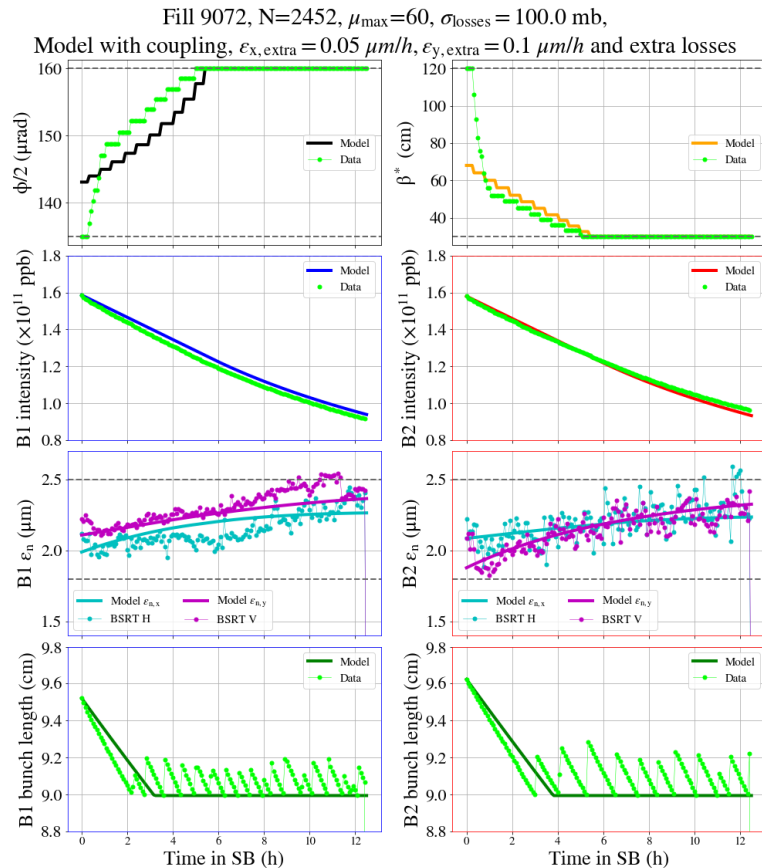 Fill 9072, N=2452, μmax=60, σlosses = 100.0 mb,
Model with coupling, εx,extra = 0.05 μm/h, εy,extra = 0.1 μm/h and extra losses
ϕ/2 (μrad)
160
150
140
Model
Data
β* (cm)
120
100
80
60
40
Model
Data
B1 intensity (×10¹¹ ppb)
1.8
1.6
1.4
1.2
1.0
0.8
Model
Data
B2 intensity (×10¹¹ ppb)
1.8
1.6
1.4
1.2
1.0
0.8
Model
Data
B1 εn (μm)
2.5
2.0
1.5
Model εn,x
BSRT H
Model εn,y
BSRT V
B2 εn (μm)
2.5
2.0
1.5
Model εn,x
BSRT H
Model εn,y
BSRT V
B1 bunch length (cm)
9.8
9.6
9.4
9.2
9.0
8.8
Model
Data
0 2 4 6 8 10 12
Time in SB (h)
B2 bunch length (cm)
9.8
9.6
9.4
9.2
9.0
8.8
Model
Data
0 2 4 6 8 10 12
Time in SB (h)